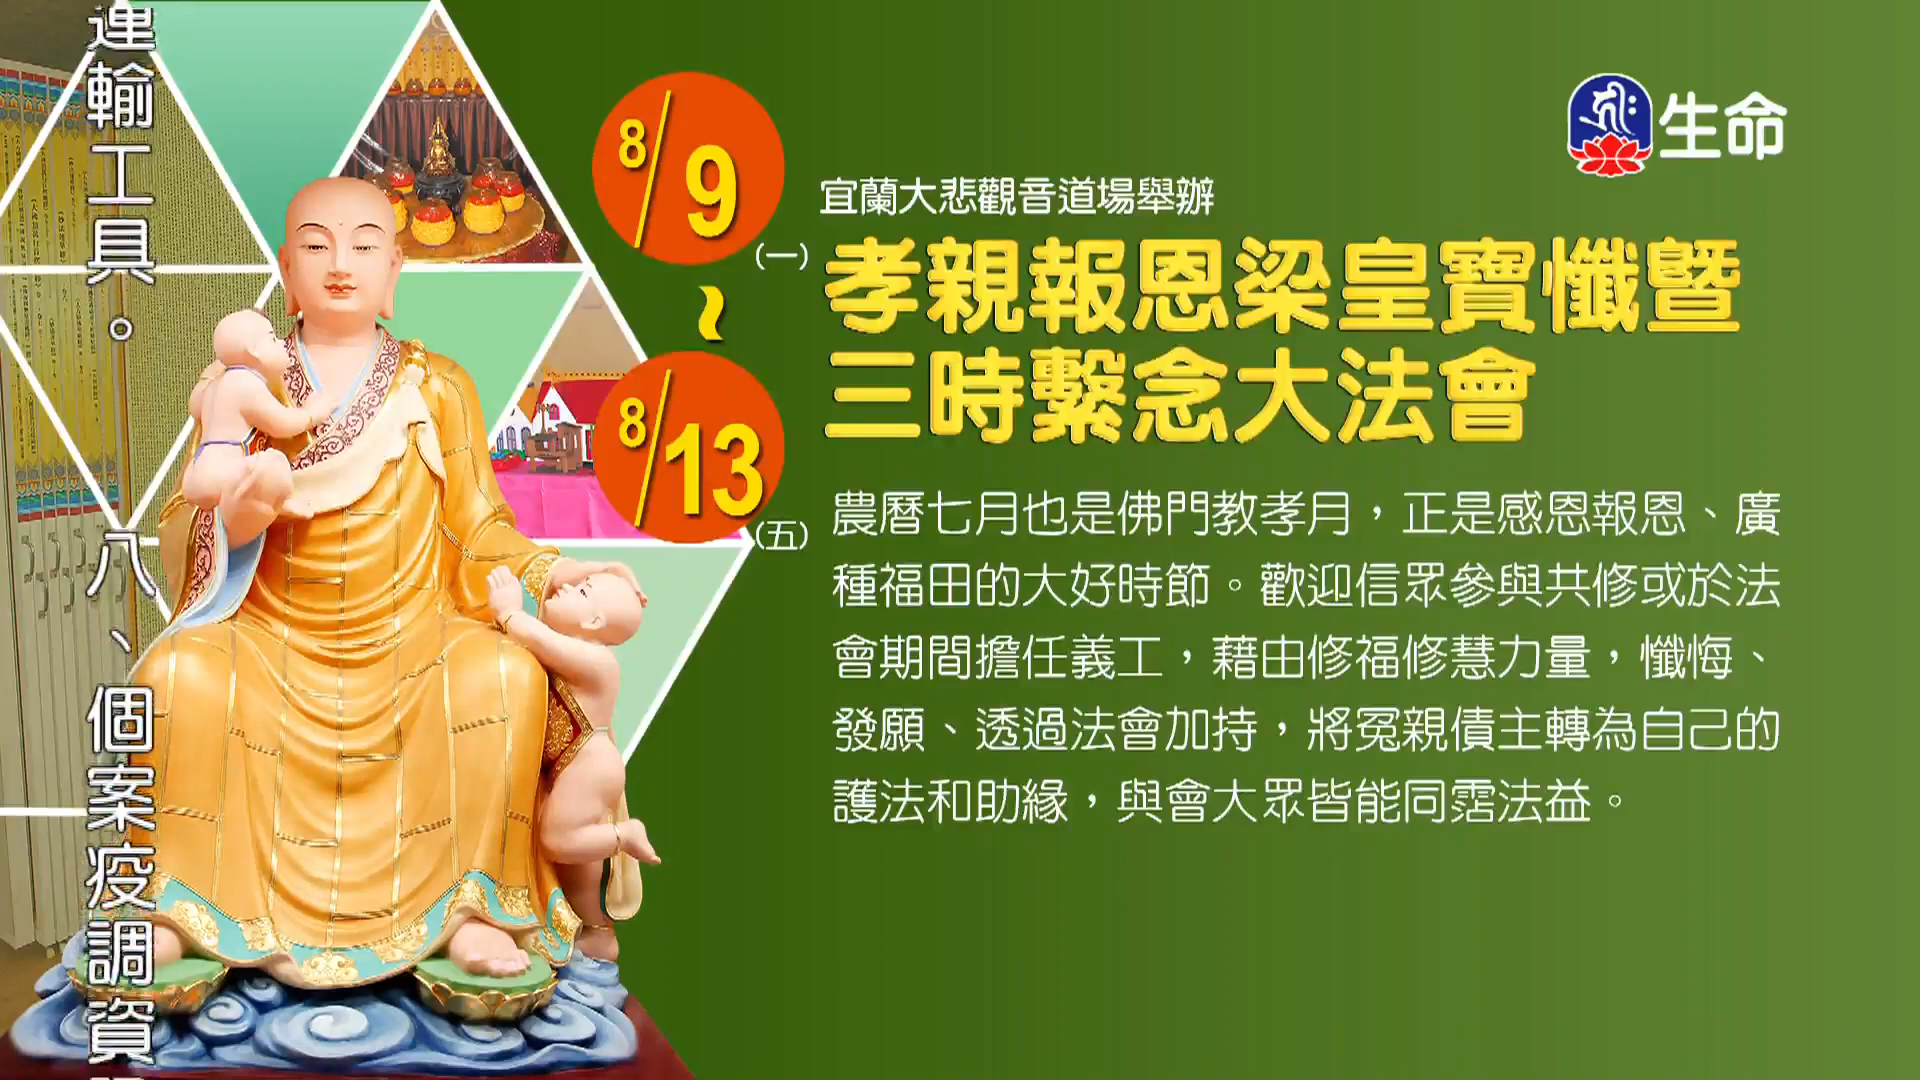 運輸工具。 八、個案疫調資
生命
8/9
(一)
~
8/13
(五)
宜蘭大悲觀音道場舉辦
孝親報恩梁皇寶懺暨
三時繫念大法會
農曆七月也是佛門教孝月，正是感恩報恩、廣
種福田的大好時節。歡迎信眾參與共修或於法
會期間擔任義工，藉由修福修慧力量，懺悔、
發願、透過法會加持，將冤親債主轉為自己的
護法和助緣，與會大眾皆能同霑法益。